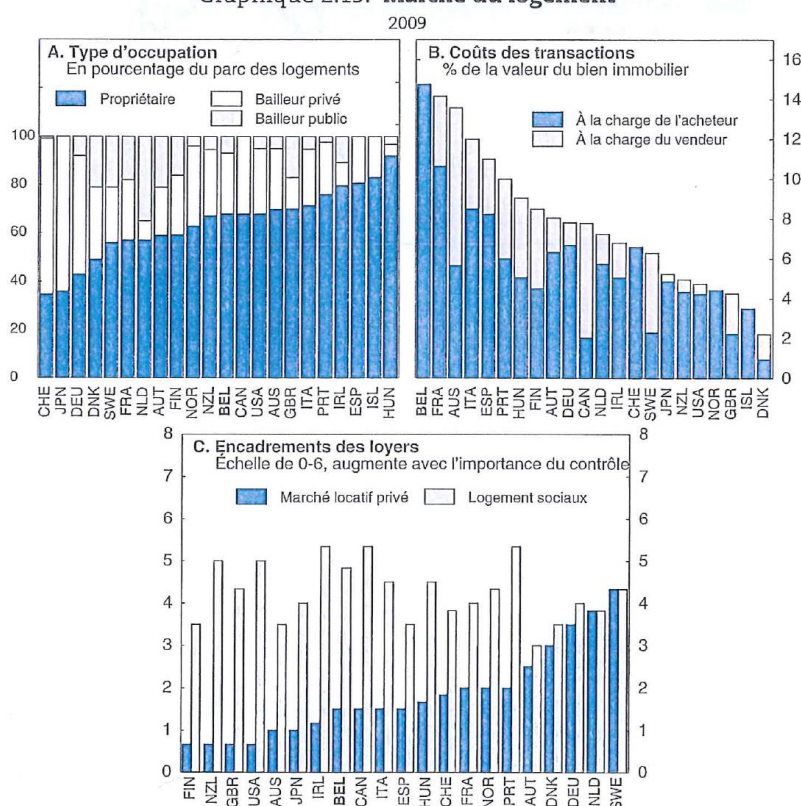 Graphique 2.15. Marché du logement
2009
A. Type d'occupation
En pourcentage du parc des logements
Propriétaire
Bailleur privé
Bailleur public
100
80
60
40
20
0
CHE JPN DEU DNK SWE FRA NLD AUT FIN NOR NZL BEL CAN USA AUS GBR ITA PRT IRL ESP ISL HUN
B. Coûts des transactions
% de la valeur du bien immobilier
À la charge de l'acheteur
À la charge du vendeur
16
14
12
10
8
6
4
2
0
BEL FRA AUS ITA ESP PRT HUN FIN AUT DEU CAN NLD IRL CHE SWE JPN NZL USA NOR GBR ISL DNK
C. Encadrements des loyers
Échelle de 0-6, augmente avec l'importance du contrôle
Marché locatif privé
Logement sociaux
8 8
7 7
6 6
5 5
4 4
3 3
2 2
1 1
0 0
FIN NZL GBR USA AUS JPN IRL BEL CAN ITA ESP HUN CHE FRA NOR PRT AUT DNK DEU NLD SWE